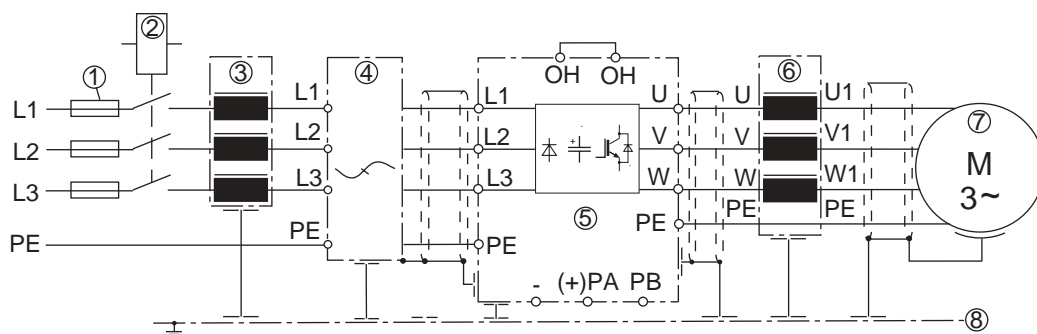 ②
OH OH
① ③ ④ ⑥ ⑦
L1 L1 L1 U U U1
L2 L2 L2 V V V1 M
L3 L3 L3 W W W1 3~
⑤
PE PE PE PE PE PE
- (+)PA PB
⑧